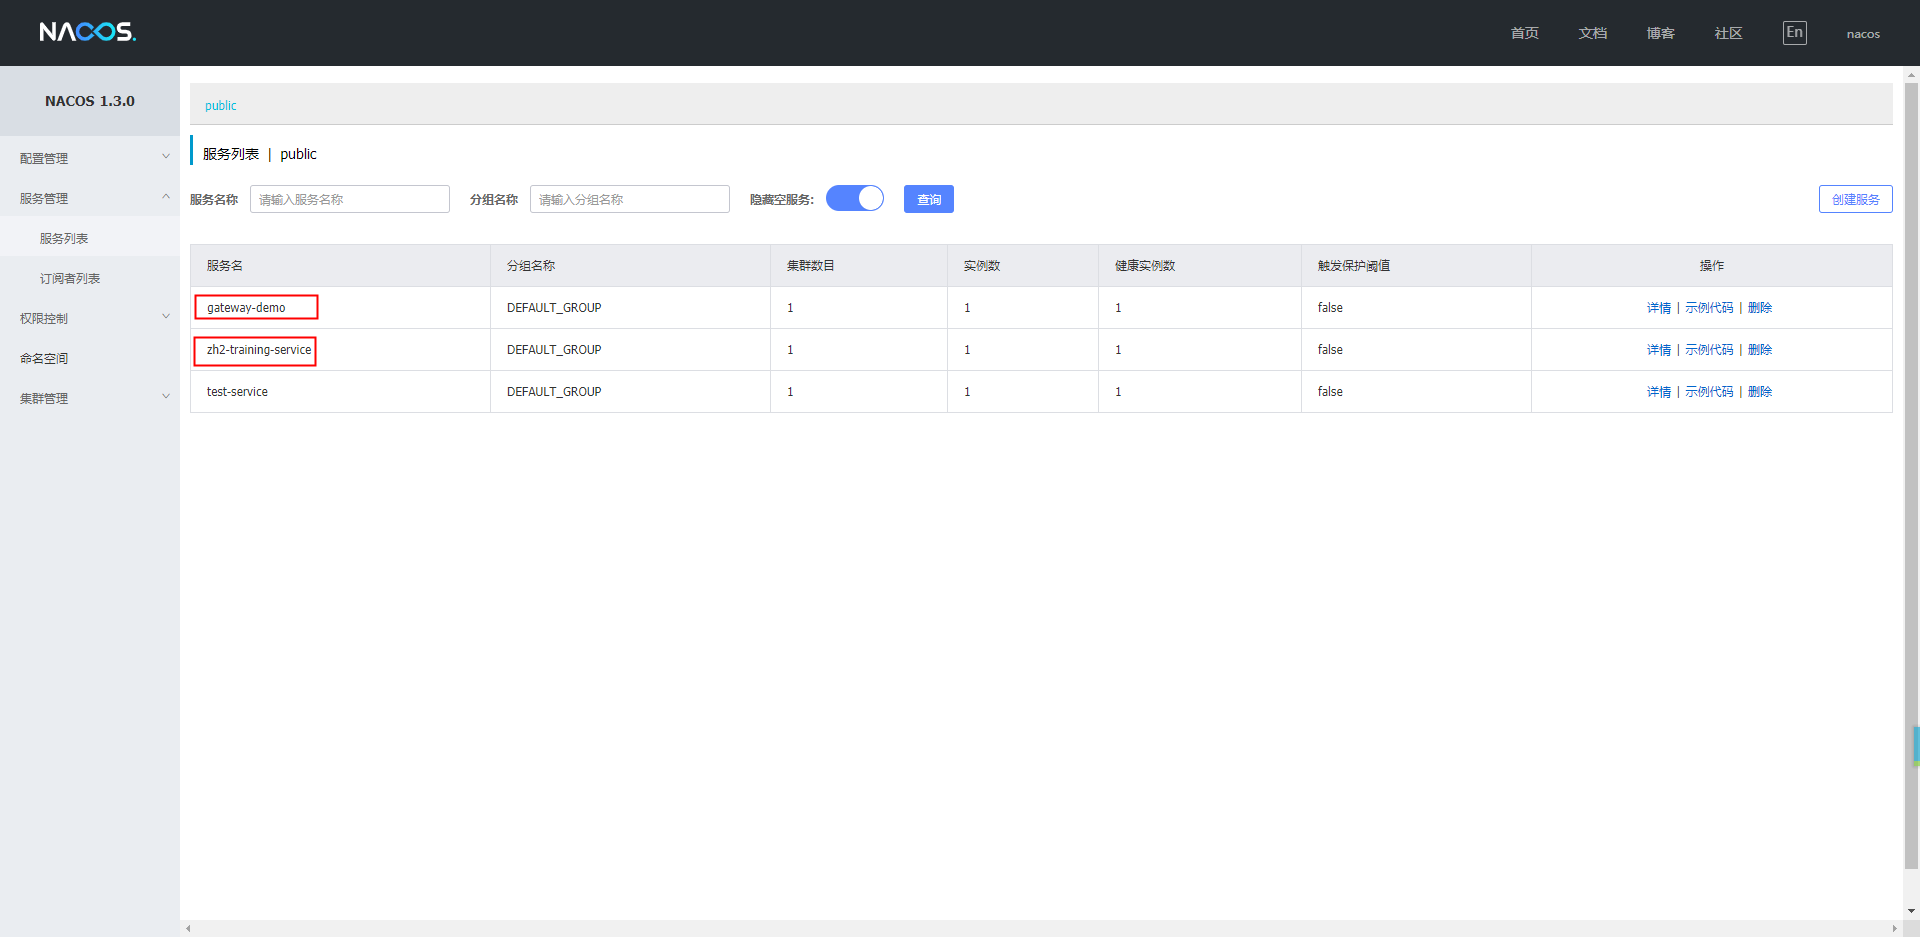 NACOS. 首页 文档 博客 社区 En nacos
NACOS 1.3.0
配置管理
服务管理
服务列表
订阅者列表
权限控制
命名空间
集群管理
public
服务列表 | public
服务名称 请输入服务名称 分组名称 请输入分组名称 隐藏空服务: 查询 创建服务
服务名 分组名称 集群数目 实例数 健康实例数 触发保护阈值 操作
gateway-demo DEFAULT_GROUP 1 1 1 false 详情 | 示例代码 | 删除
zh2-training-service DEFAULT_GROUP 1 1 1 false 详情 | 示例代码 | 删除
test-service DEFAULT_GROUP 1 1 1 false 详情 | 示例代码 | 删除